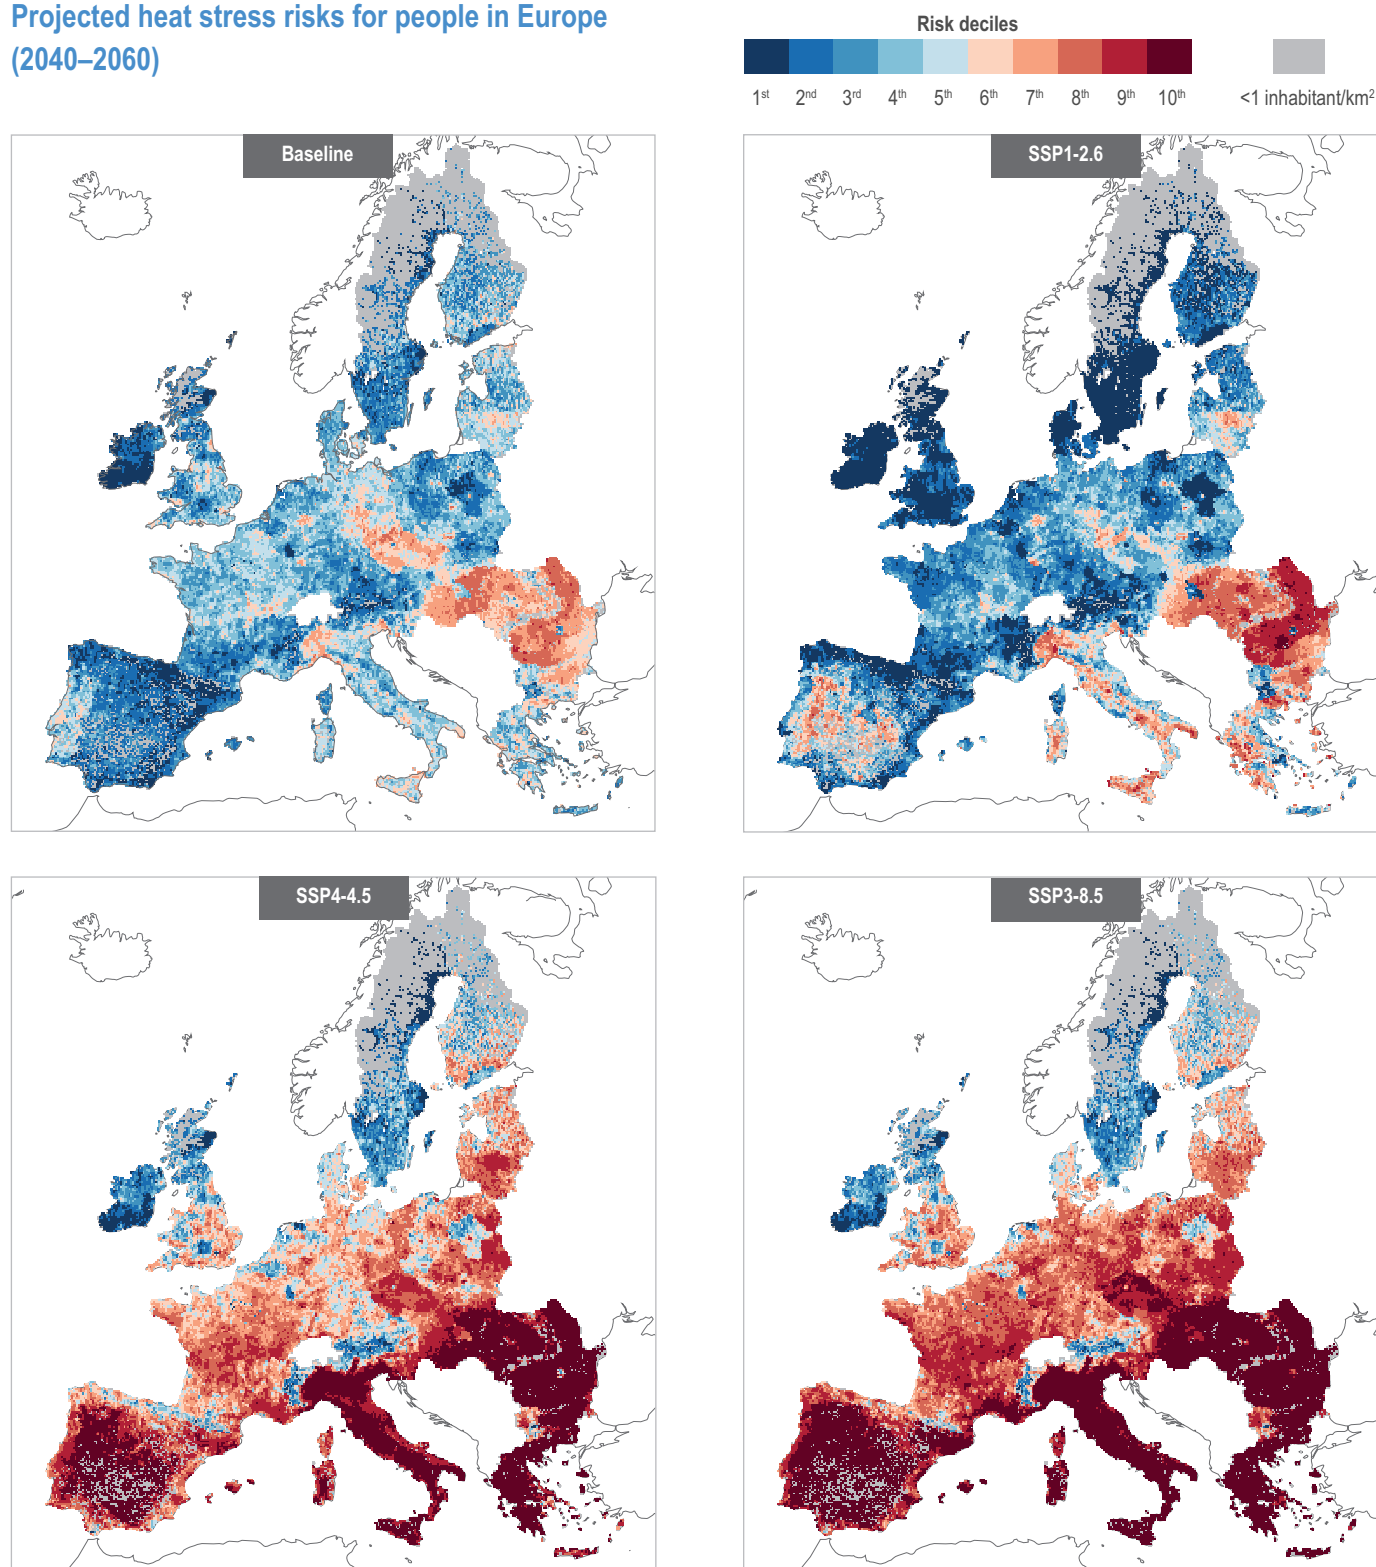 Projected heat stress risks for people in Europe
(2040–2060)
Risk deciles
1st 2nd 3rd 4th 5th 6th 7th 8th 9th 10th <1 inhabitant/km²
Baseline
SSP1-2.6
SSP4-4.5
SSP3-8.5